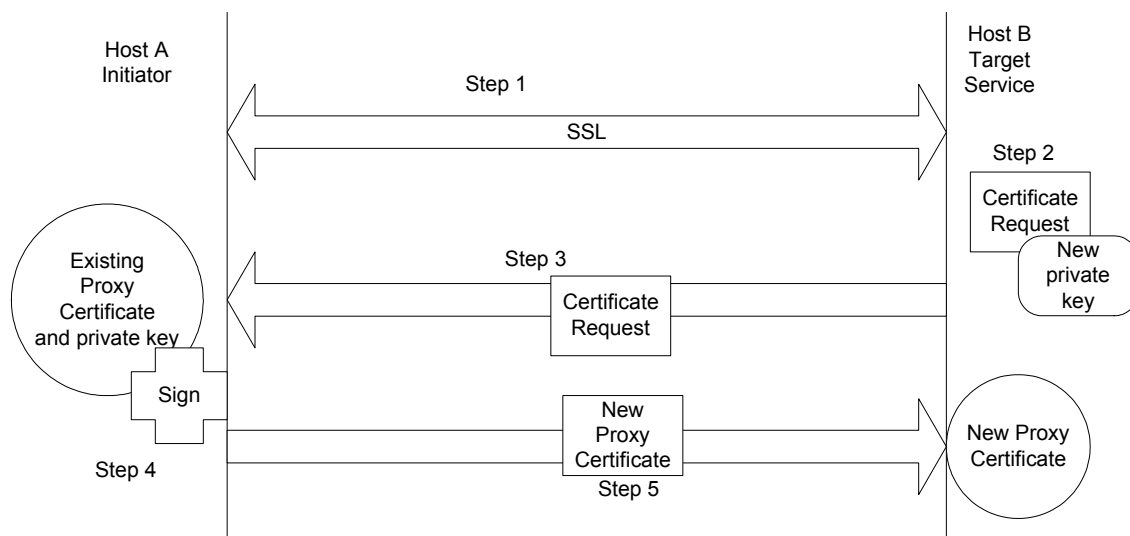 Host A
Initiator
Host B
Target
Service
Step 1
SSL
Step 2
Certificate
Request
New
private
key
Step 3
Certificate
Request
Existing
Proxy
Certificate
and private key
Sign
Step 4
New
Proxy
Certificate
Step 5
New Proxy
Certificate